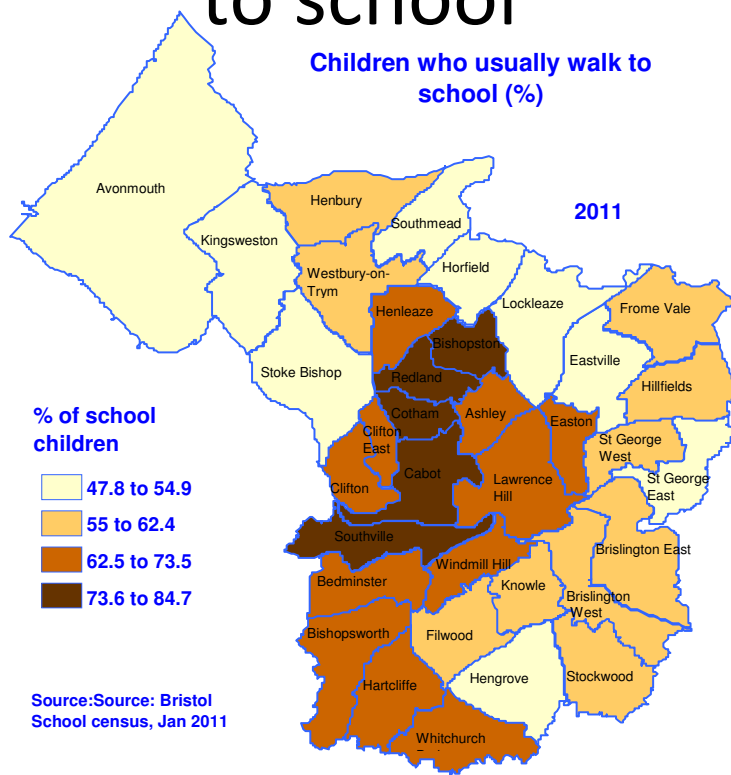 to school
Children who usually walk to
school (%)
2011
Avonmouth
Henbury
Southmead
Kingsweston
Horfield
Westbury-on-
Trym
Lockleaze
Frome Vale
Henleaze
Bishopston
Eastville
Stoke Bishop
Redland
Hillfields
Cotham
Ashley
Easton
Clifton
East
St George
West
Cabot
Lawrence
Hill
St George
East
Clifton
Southville
Brislington East
Windmill Hill
Bedminster
Knowle
Brislington
West
Bishopsworth
Filwood
Hengrove
Stockwood
Hartcliffe
Whitchurch
% of school
children
47.8 to 54.9
55 to 62.4
62.5 to 73.5
73.6 to 84.7
Source:Source: Bristol
School census, Jan 2011